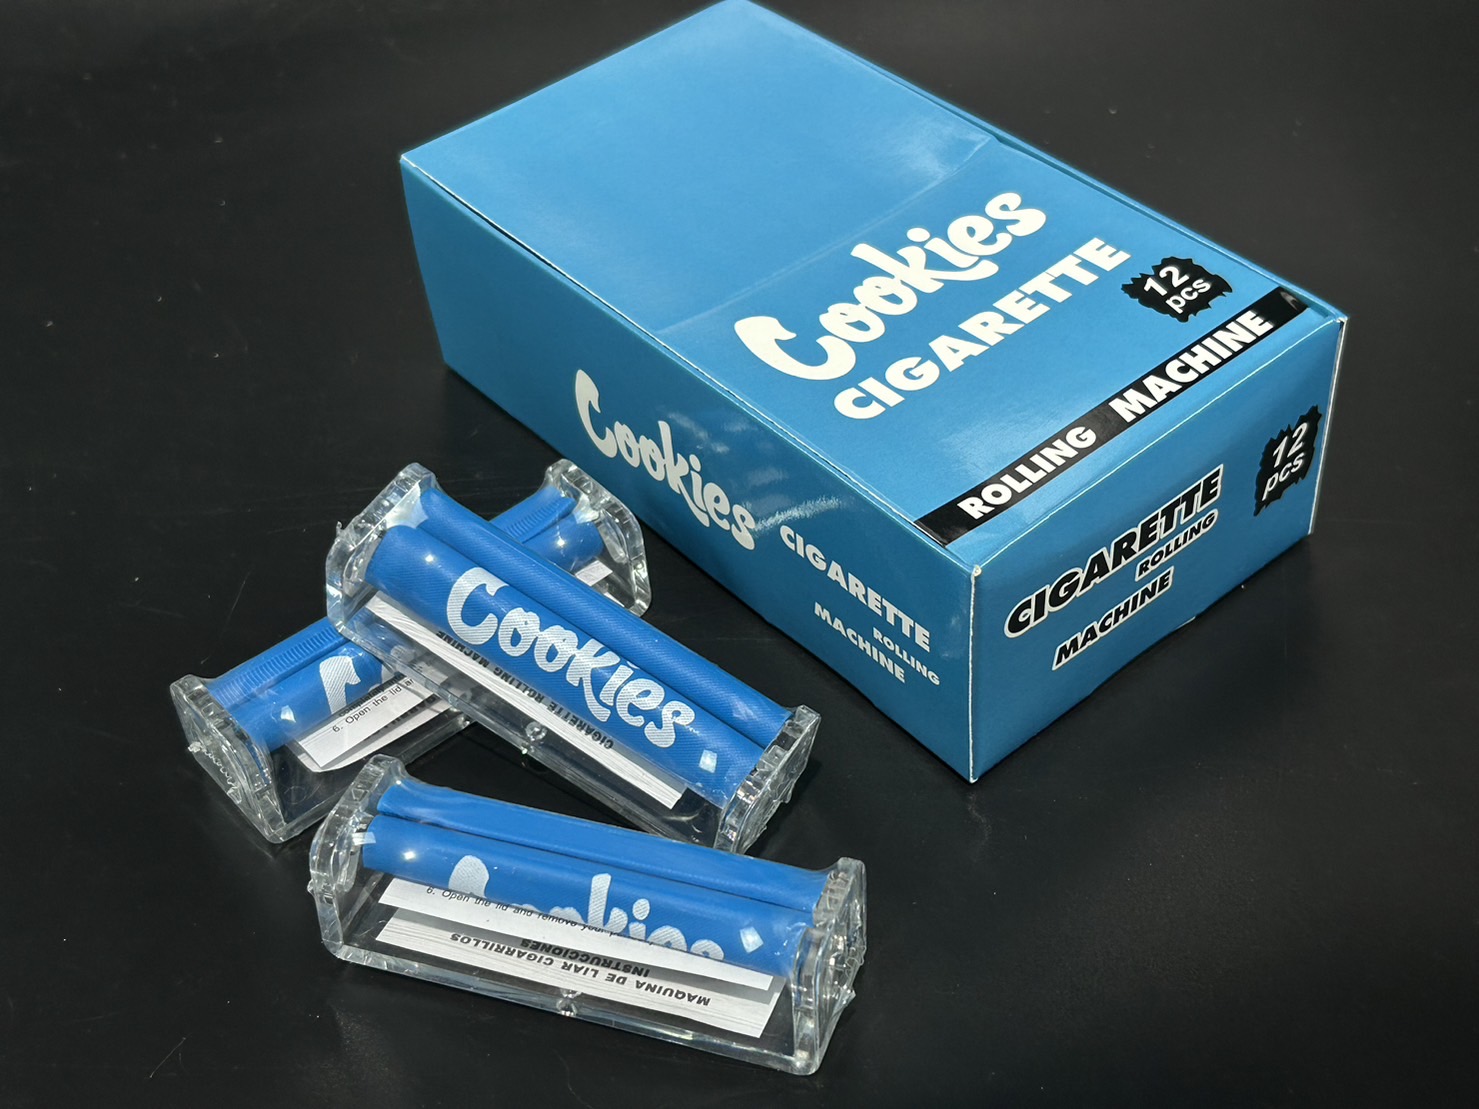 Cookies
CIGARETTE
12
pcs
ROLLING MACHINE
Cookies
CIGARETTE
ROLLING
MACHINE
CIGARETTE
ROLLING
MACHINE
12
pcs
Cookies
CIGARETTE ROLLING MACHINE
6. Open the lid
Cookies
6. Open the lid and remove your
MAQUINA DE LIAR CIGARRILLOS
INSTRUCCIONES